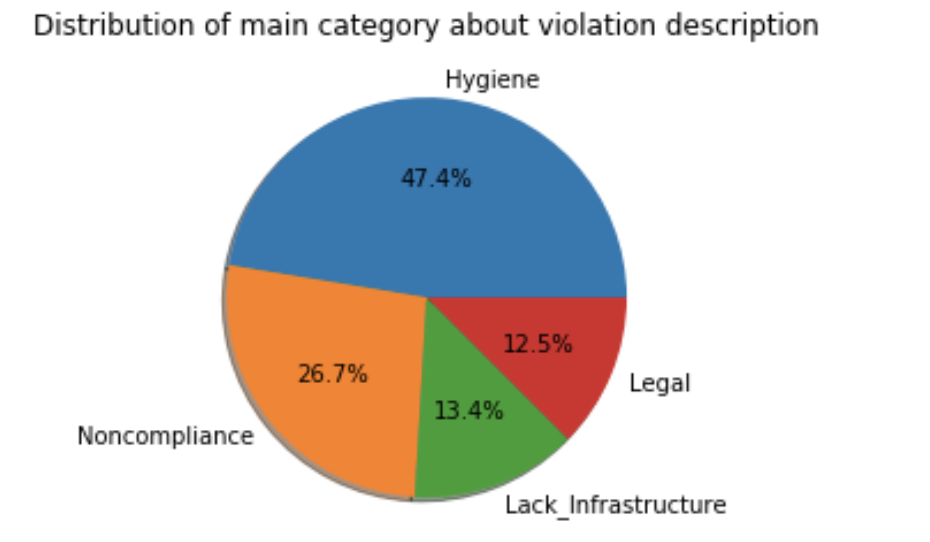 Distribution of main category about violation description
Hygiene
47.4%
12.5%
26.7%
Legal
13.4%
Noncompliance
Lack_Infrastructure